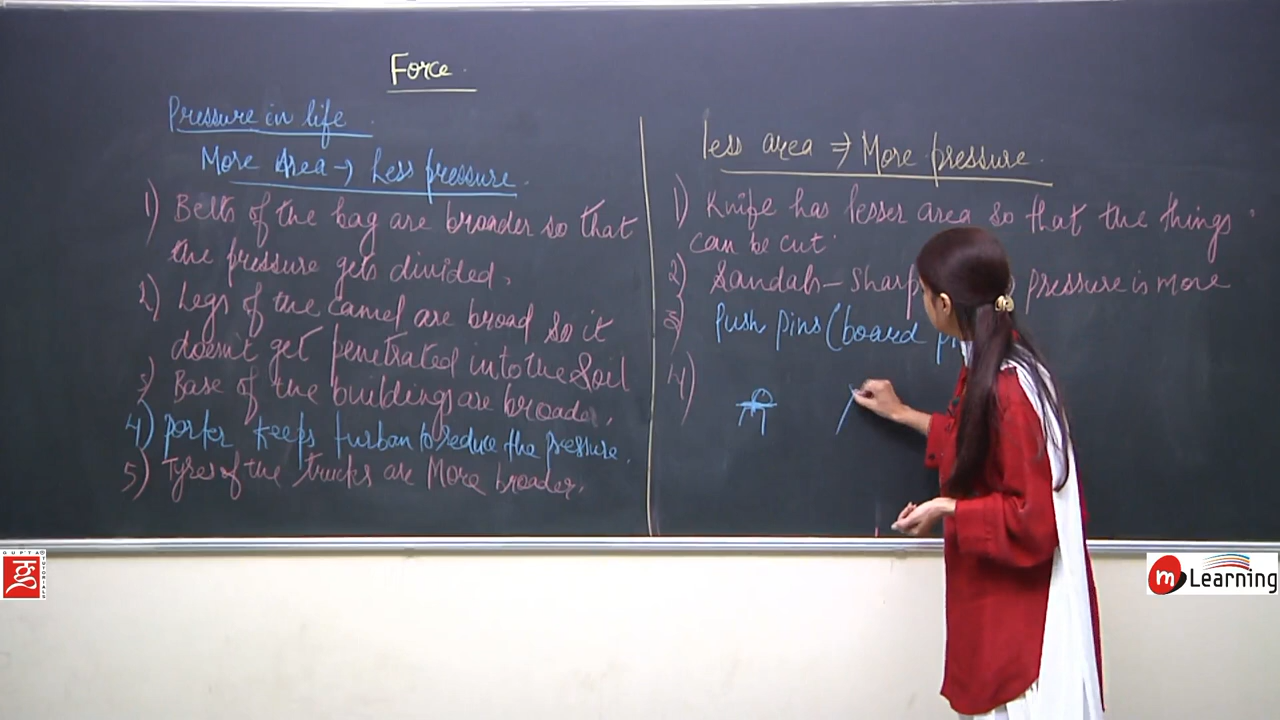 Force
Pressure in life
More Area → Less pressure
1) Belts of the bag are broader so that
the pressure gets divided.
2) Legs of the camel are broad so it
doesn't get penetrated into the Soil
3) Base of the buildings are broader.
4) Porter keeps turban to reduce the pressure.
5) Tyres of the trucks are More broader.
Less area ⇒ More pressure
1) Knife has lesser area so that the things
can be cut.
2) Sandals - Sharp pressure is more
3) Push pins (board
4)
GUPTA TUTORIALS
m Learning